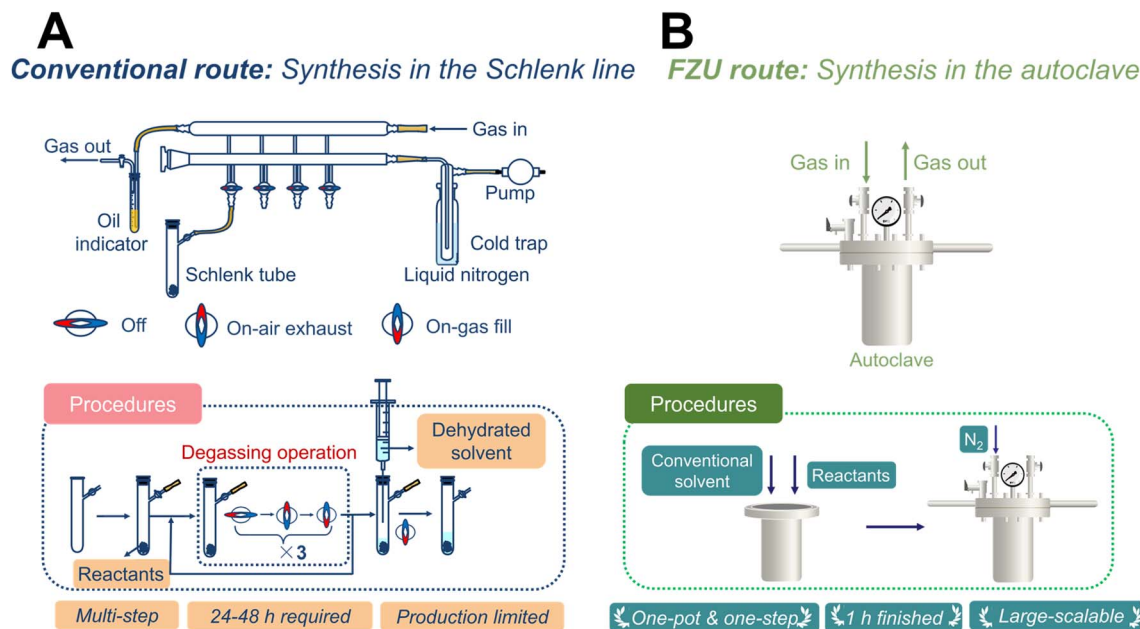 A
Conventional route: Synthesis in the Schlenk line
Gas in
Gas out
Pump
Oil
indicator
Cold trap
Schlenk tube
Liquid nitrogen
Off
On-air exhaust
On-gas fill
Procedures
Dehydrated
solvent
Degassing operation
×3
Reactants
Multi-step
24-48 h required
Production limited
B
FZU route: Synthesis in the autoclave
Gas in
Gas out
Autoclave
Procedures
N₂
Conventional
solvent
Reactants
One-pot & one-step
1 h finished
Large-scalable